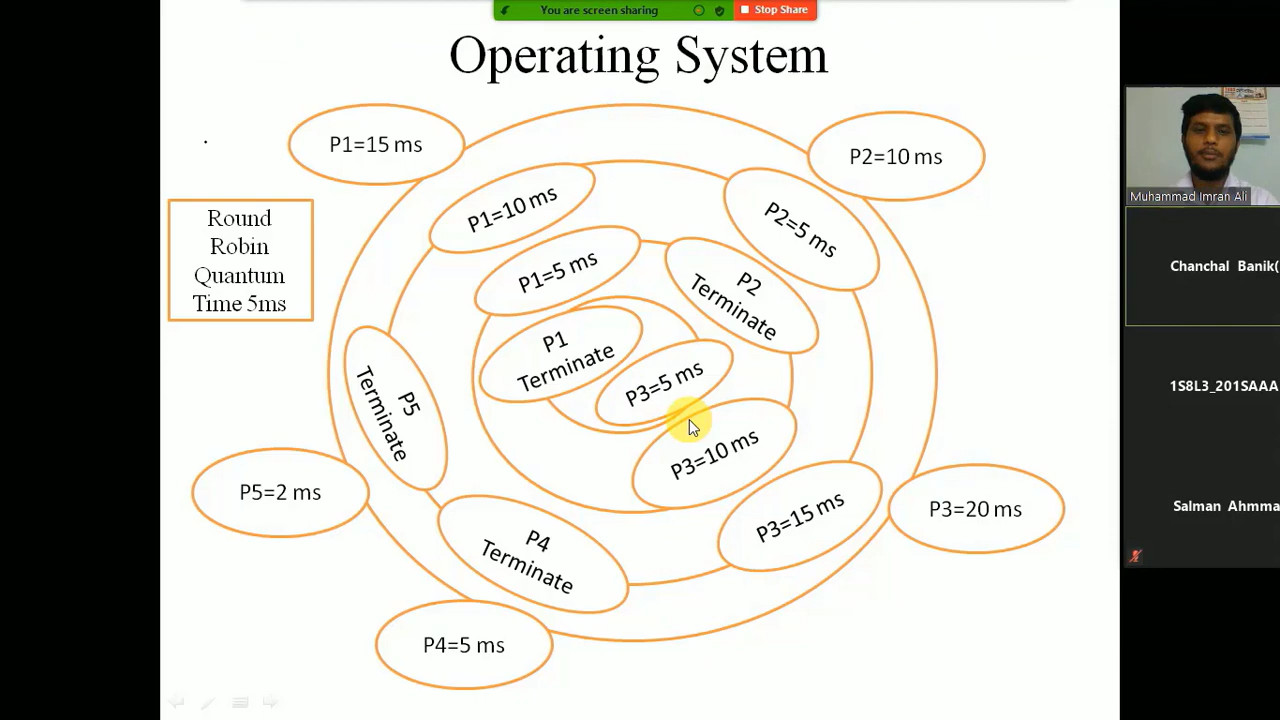 You are screen sharing
Stop Share
Operating System
P1=15 ms
P2=10 ms
Round
Robin
Quantum
Time 5ms
P1=10 ms
P2=5 ms
P1=5 ms
P2
Terminate
P1
Terminate
P3=5 ms
P5
Terminate
P3=10 ms
P5=2 ms
P3=15 ms
P3=20 ms
P4
Terminate
P4=5 ms
Muhammad Imran Ali
Chanchal Banik(
1S8L3_201SAAA
Salman Ahmma